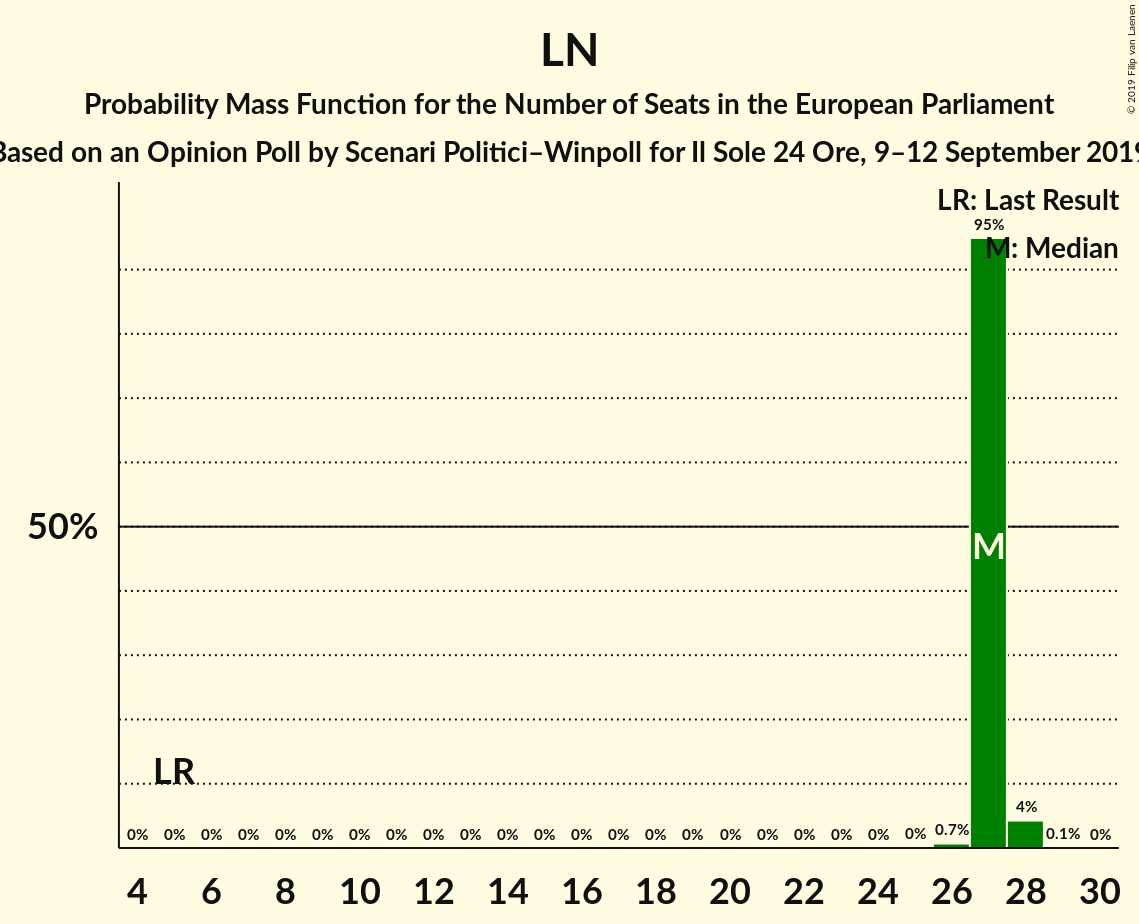 LN
Probability Mass Function for the Number of Seats in the European Parliament
Based on an Opinion Poll by Scenari Politici–Winpoll for Il Sole 24 Ore, 9–12 September 2019
© 2019 Filip van Laenen
LR: Last Result
95%
M: Median
50%
M
LR
0% 0% 0% 0% 0% 0% 0% 0% 0% 0% 0% 0% 0% 0% 0% 0% 0% 0% 0% 0% 0% 0% 0.7% 4% 0.1% 0%
4 6 8 10 12 14 16 18 20 22 24 26 28 30